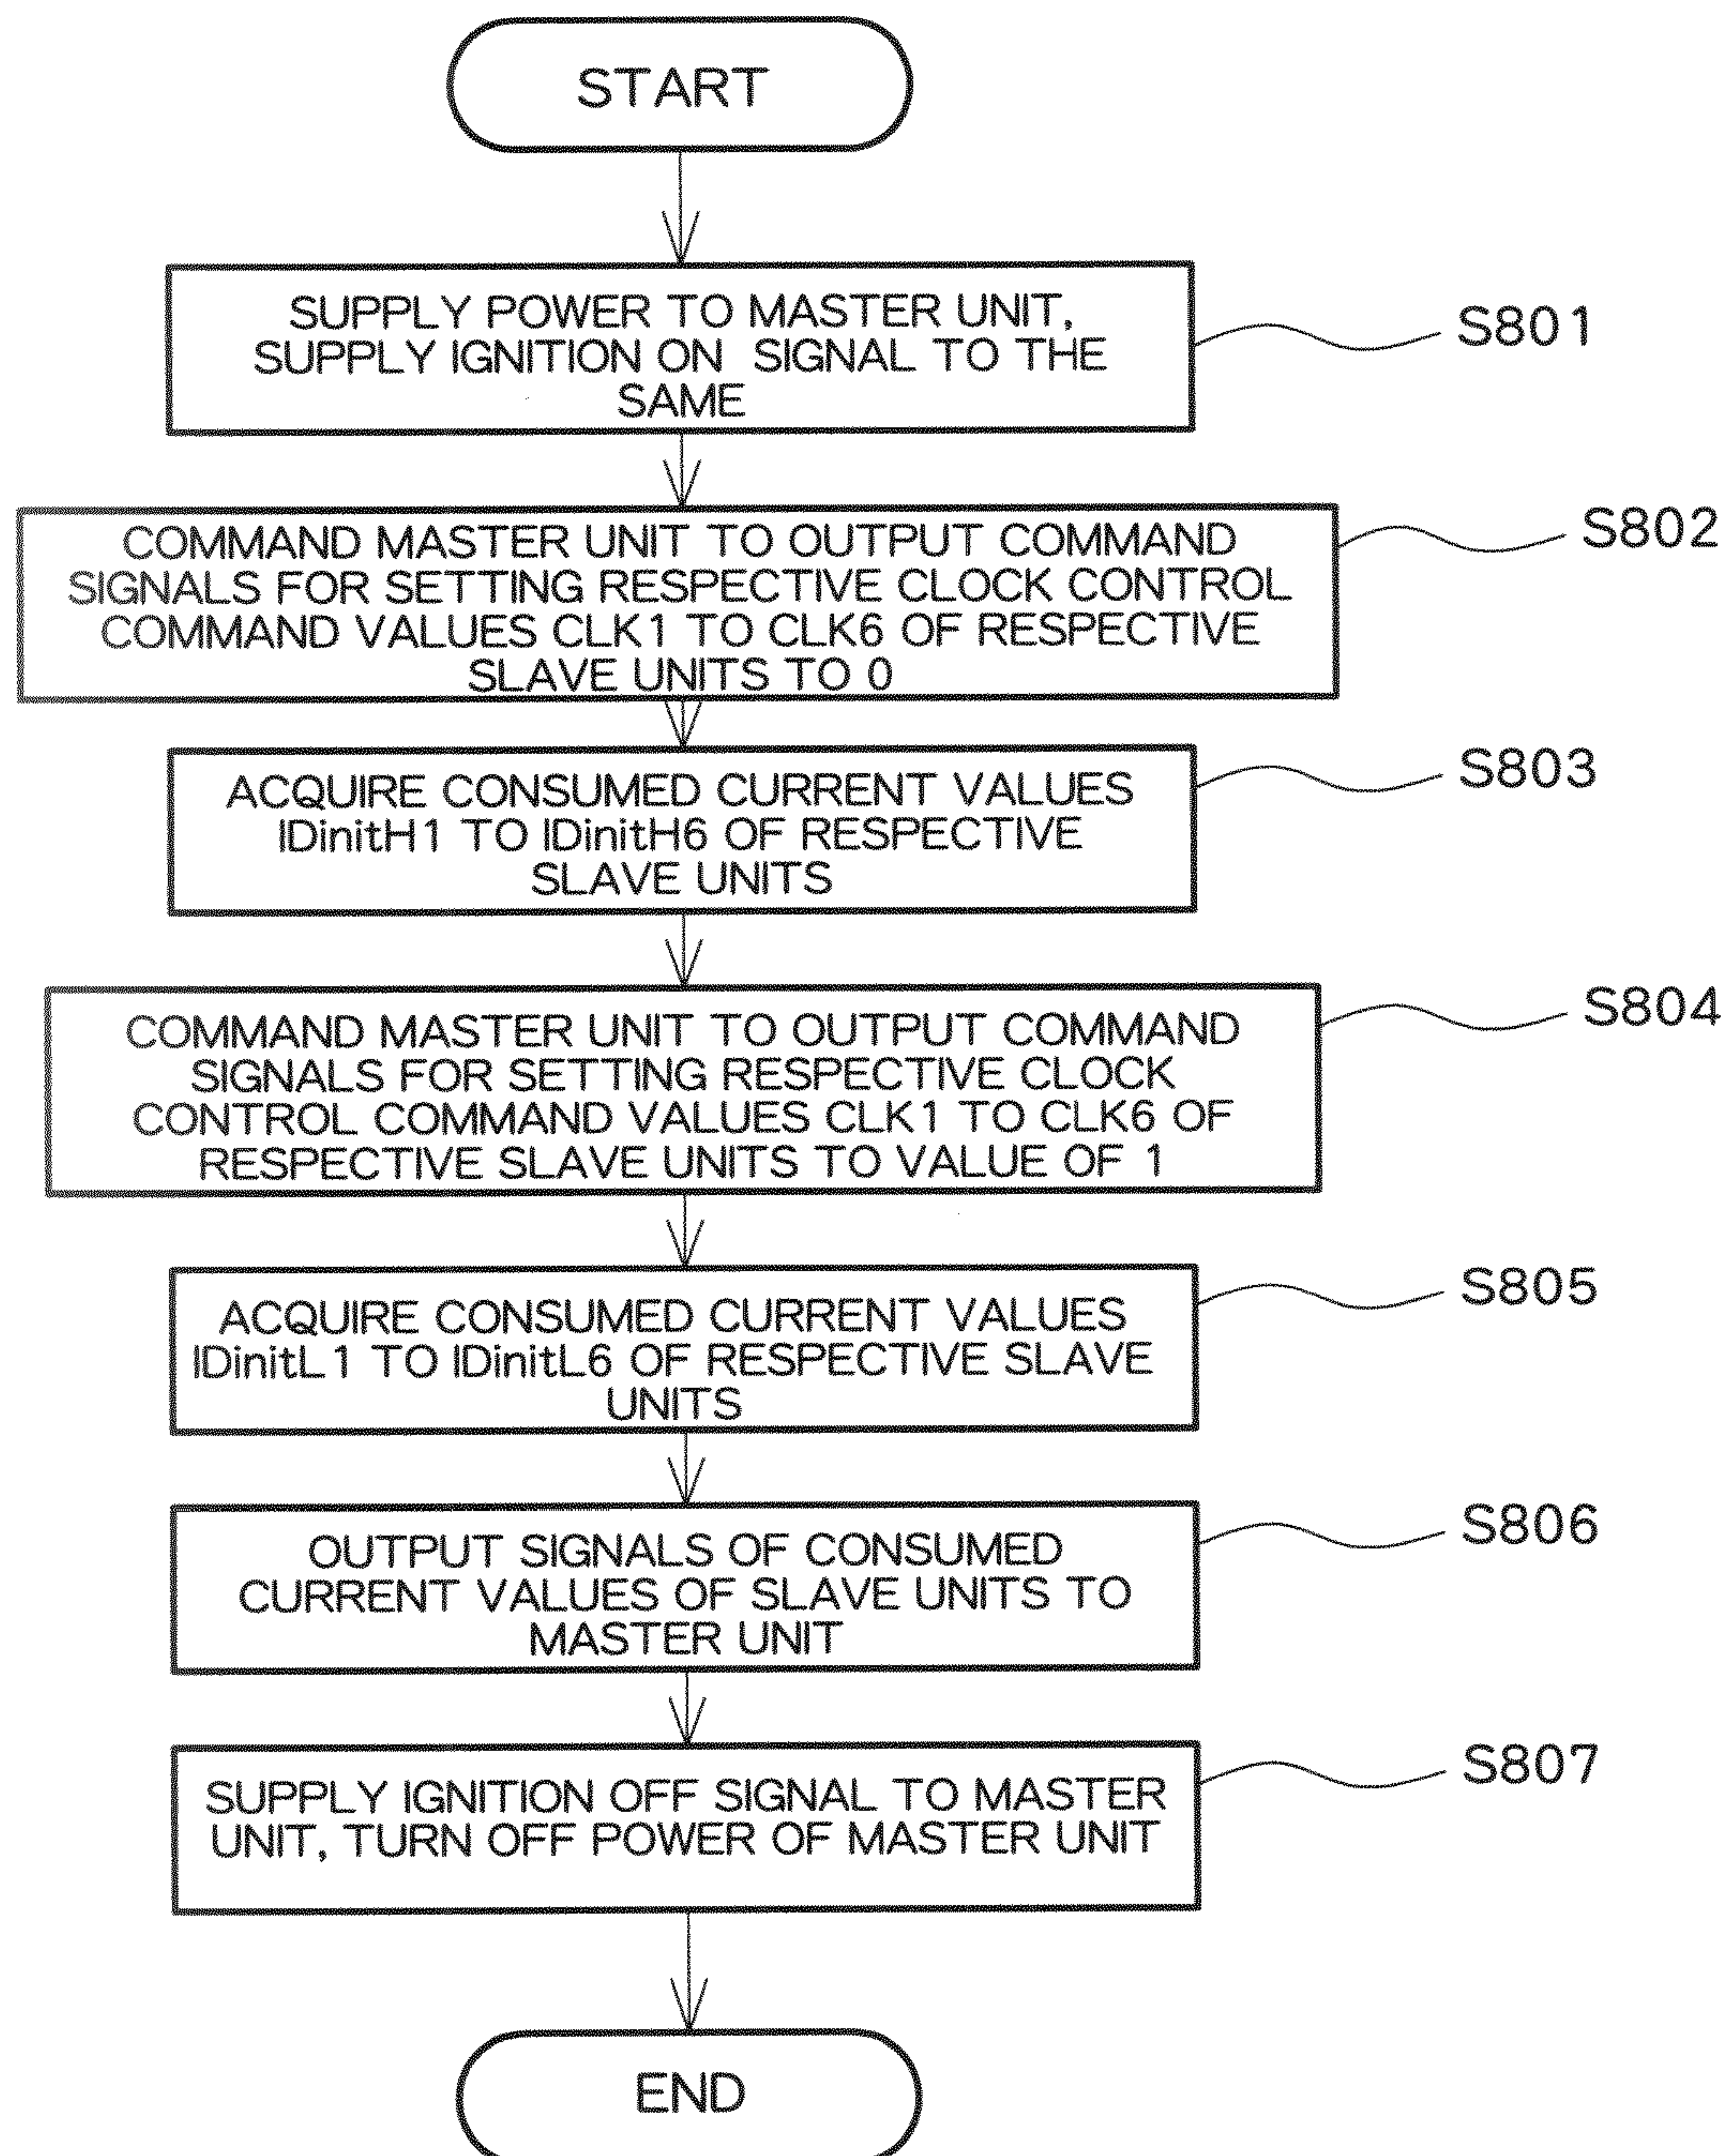 START
SUPPLY POWER TO MASTER UNIT,
SUPPLY IGNITION ON SIGNAL TO THE
SAME
S801
COMMAND MASTER UNIT TO OUTPUT COMMAND
SIGNALS FOR SETTING RESPECTIVE CLOCK CONTROL
COMMAND VALUES CLK1 TO CLK6 OF RESPECTIVE
SLAVE UNITS TO 0
S802
ACQUIRE CONSUMED CURRENT VALUES
IDinitH1 TO IDinitH6 OF RESPECTIVE
SLAVE UNITS
S803
COMMAND MASTER UNIT TO OUTPUT COMMAND
SIGNALS FOR SETTING RESPECTIVE CLOCK
CONTROL COMMAND VALUES CLK1 TO CLK6 OF
RESPECTIVE SLAVE UNITS TO VALUE OF 1
S804
ACQUIRE CONSUMED CURRENT VALUES
IDinitL1 TO IDinitL6 OF RESPECTIVE SLAVE
UNITS
S805
OUTPUT SIGNALS OF CONSUMED
CURRENT VALUES OF SLAVE UNITS TO
MASTER UNIT
S806
SUPPLY IGNITION OFF SIGNAL TO MASTER
UNIT, TURN OFF POWER OF MASTER UNIT
S807
END